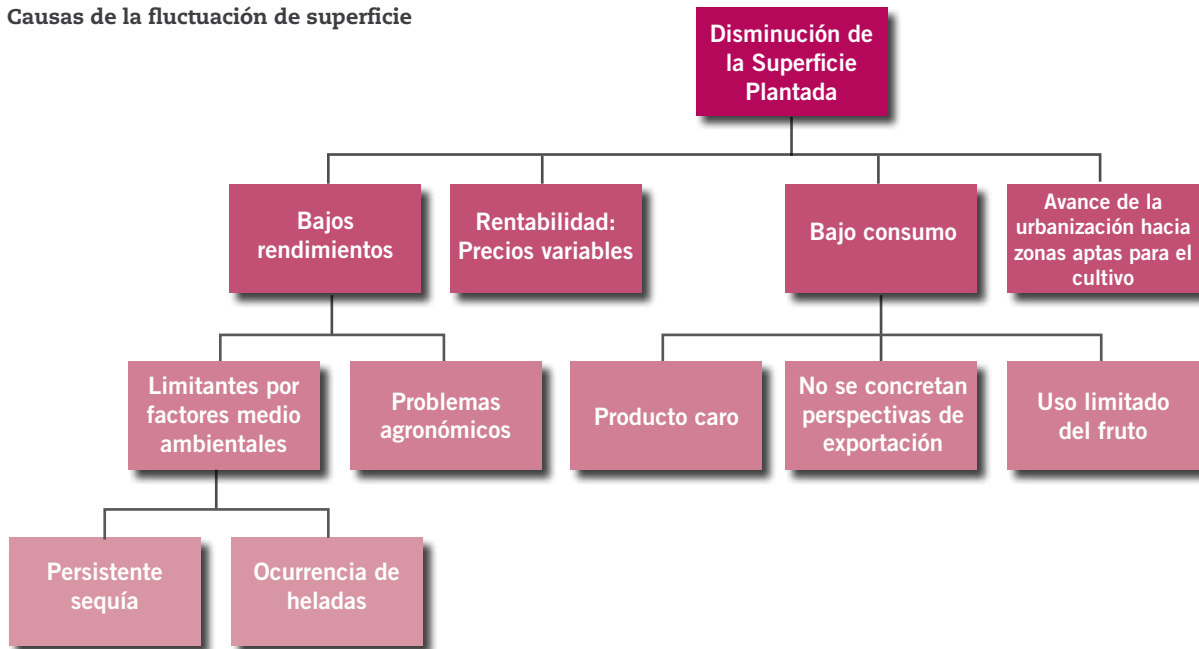 Causas de la fluctuación de superficie
Disminución de
la Superficie
Plantada
Bajos
rendimientos
Rentabilidad:
Precios variables
Bajo consumo
Avance de la
urbanización hacia
zonas aptas para el
cultivo
Limitantes por
factores medio
ambientales
Problemas
agronómicos
Producto caro
No se concretan
perspectivas de
exportación
Uso limitado
del fruto
Persistente
sequía
Ocurrencia de
heladas